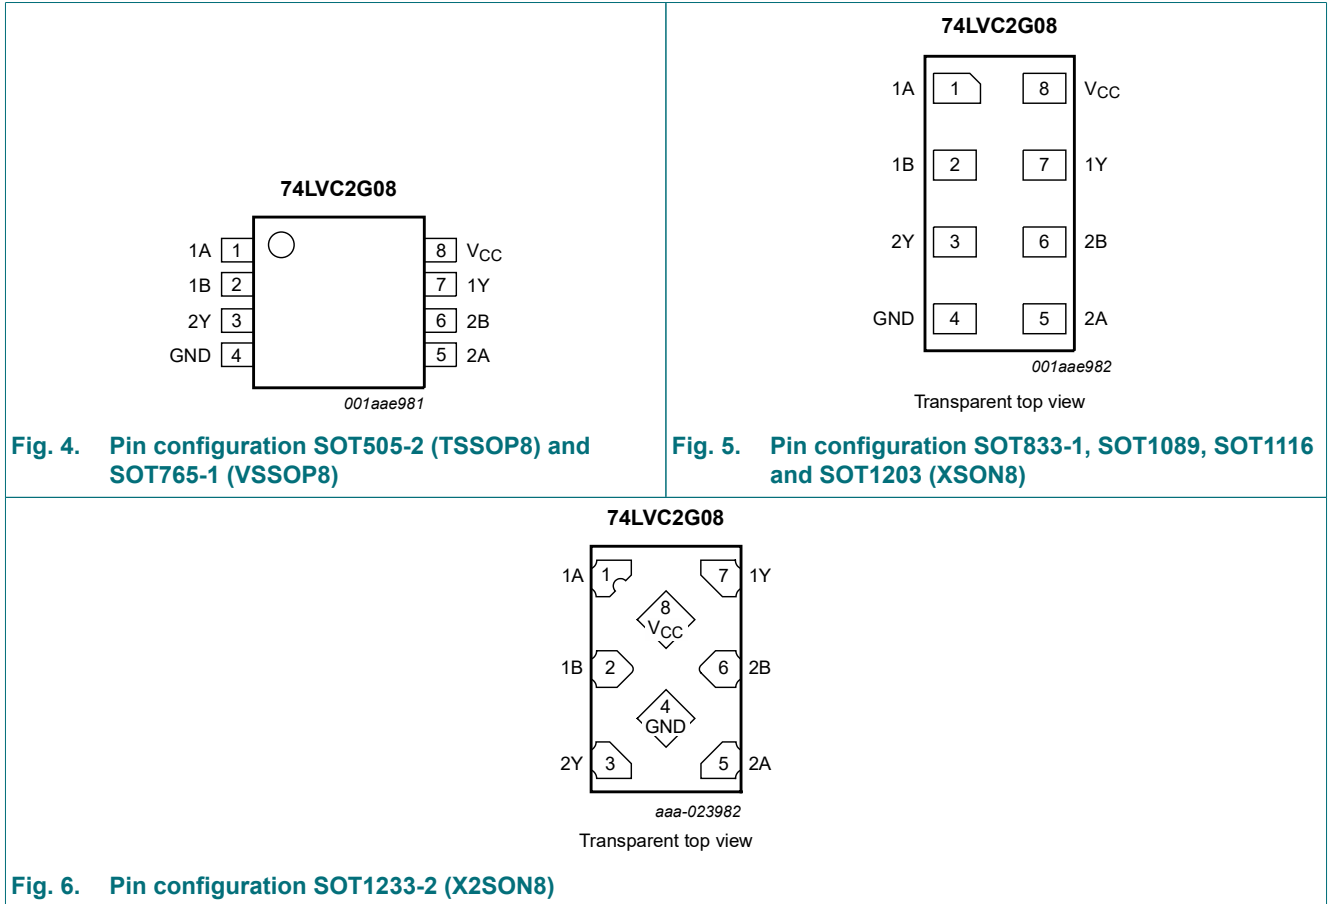 74LVC2G08
1A 1 8 VCC
1B 2 7 1Y
2Y 3 6 2B
GND 4 5 2A
001aae981
Fig. 4. Pin configuration SOT505-2 (TSSOP8) and
SOT765-1 (VSSOP8)
74LVC2G08
1A 1 8 VCC
1B 2 7 1Y
2Y 3 6 2B
GND 4 5 2A
001aae982
Transparent top view
Fig. 5. Pin configuration SOT833-1, SOT1089, SOT1116
and SOT1203 (XSON8)
74LVC2G08
1A 1 7 1Y
8
VCC
1B 2 6 2B
4
GND
2Y 3 5 2A
aaa-023982
Transparent top view
Fig. 6. Pin configuration SOT1233-2 (X2SON8)